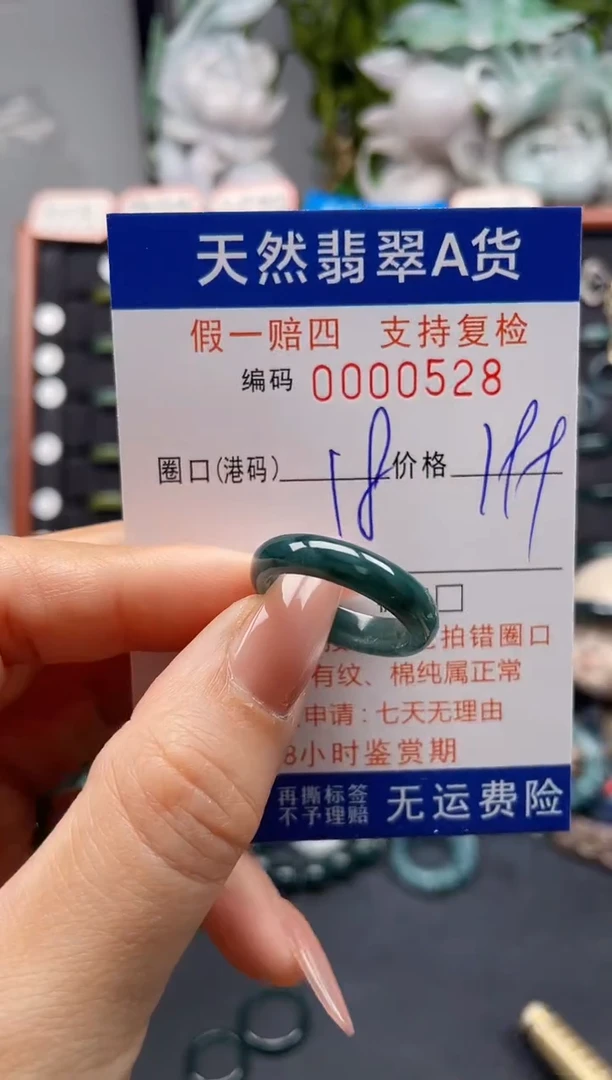 天然翡翠A货
假一赔四 支持复检
编码 0000528
圈口(港码) 18 价格
口
拍错圈口
有纹、棉纯属正常
申请:七天无理由
8小时鉴赏期
再撕标签
不予理赔
无运费险